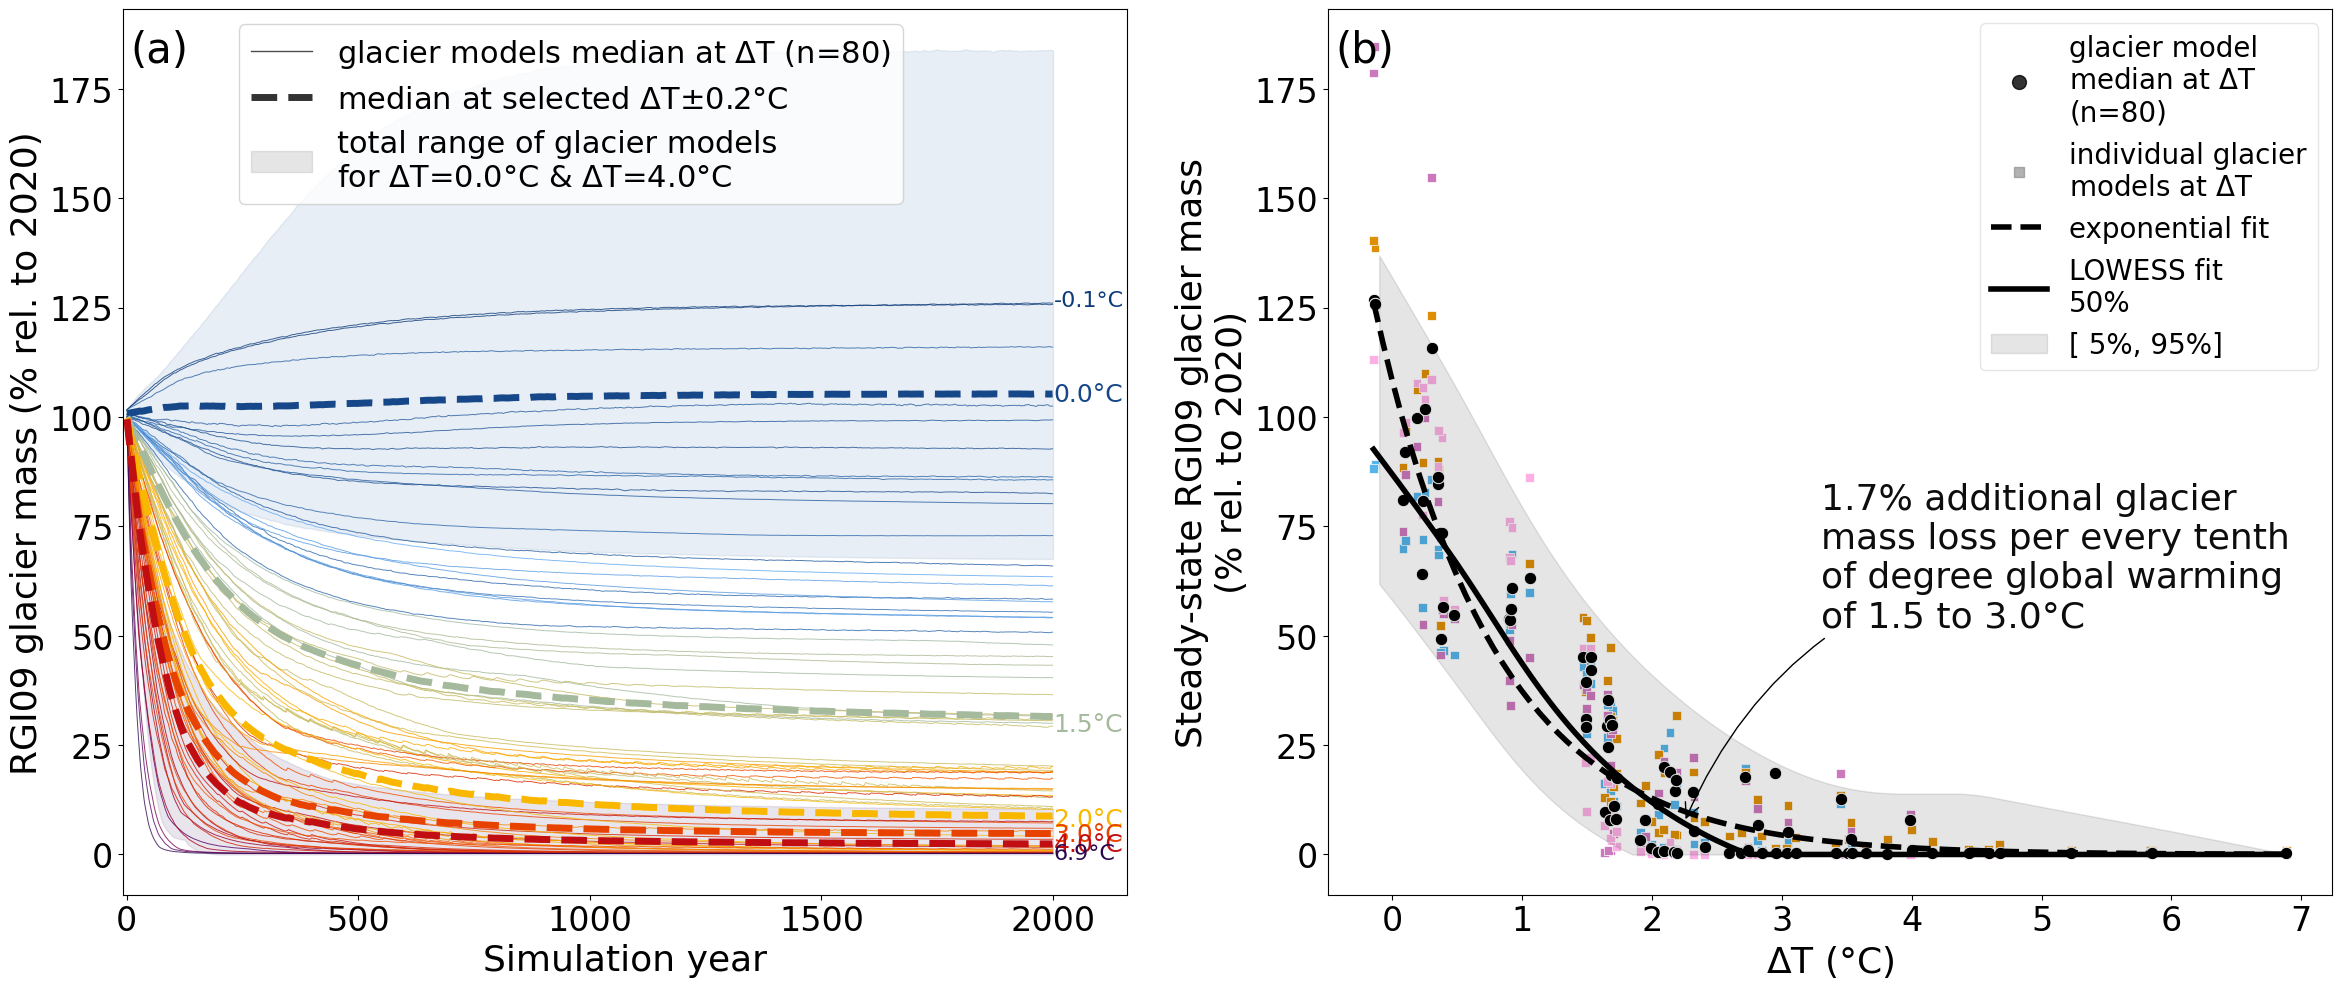 (a)
glacier models median at ΔT (n=80)
median at selected ΔT±0.2°C
total range of glacier models
for ΔT=0.0°C & ΔT=4.0°C
RGI09 glacier mass (% rel. to 2020)
175
150
125
100
75
50
25
0
-0.1°C
0.0°C
1.5°C
2.0°C
3.0°C
4.0°C
6.9°C
0
500
1000
1500
2000
Simulation year
(b)
glacier model
median at ΔT
(n=80)
individual glacier
models at ΔT
exponential fit
LOWESS fit
50%
[ 5%, 95%]
Steady-state RGI09 glacier mass
(% rel. to 2020)
175
150
125
100
75
50
25
0
1.7% additional glacier
mass loss per every tenth
of degree global warming
of 1.5 to 3.0°C
0
1
2
3
4
5
6
7
ΔT (°C)